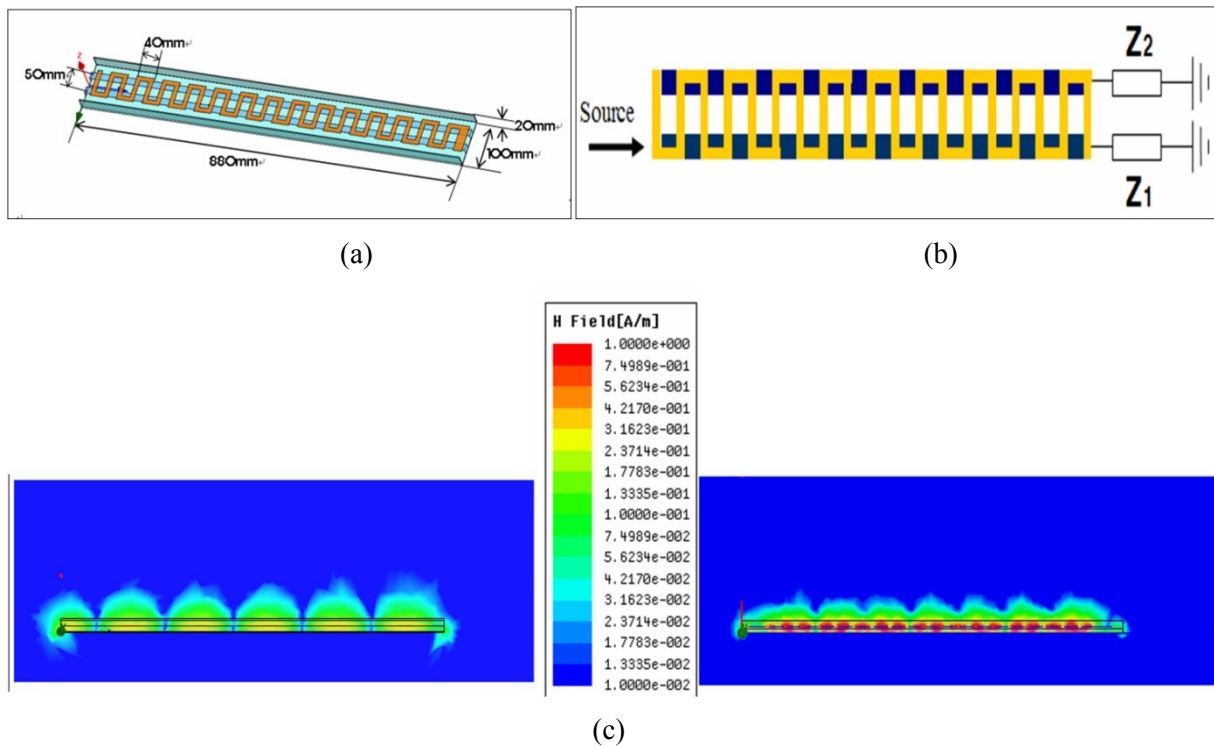 z
40mm
50mm
880mm
20mm
100mm
(a)
Source
Z2
Z1
(b)
H Field[A/m]
1.0000e+000
7.4989e-001
5.6234e-001
4.2170e-001
3.1623e-001
2.3714e-001
1.7783e-001
1.3335e-001
1.0000e-001
7.4989e-002
5.6234e-002
4.2170e-002
3.1623e-002
2.3714e-002
1.7783e-002
1.3335e-002
1.0000e-002
(c)